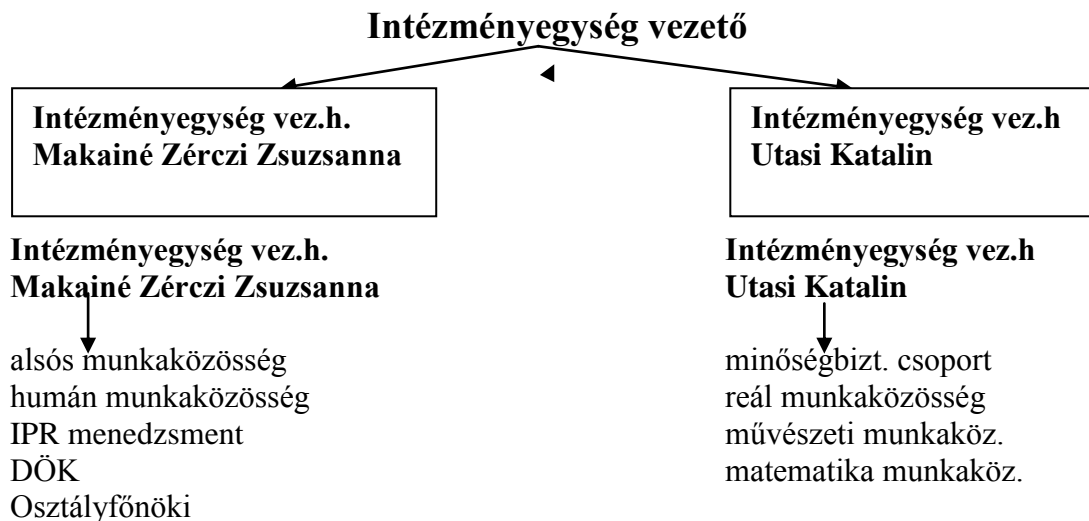 Intézményegység vezető
Intézményegység vez.h.
Makainé Zérczi Zsuzsanna
Intézményegység vez.h
Utasi Katalin
Intézményegység vez.h.
Makainé Zérczi Zsuzsanna
alsós munkaközösség
humán munkaközösség
IPR menedzsment
DÖK
Osztályfőnöki
Intézményegység vez.h
Utasi Katalin
minőségbizt. csoport
reál munkaközösség
művészeti munkaköz.
matematika munkaköz.